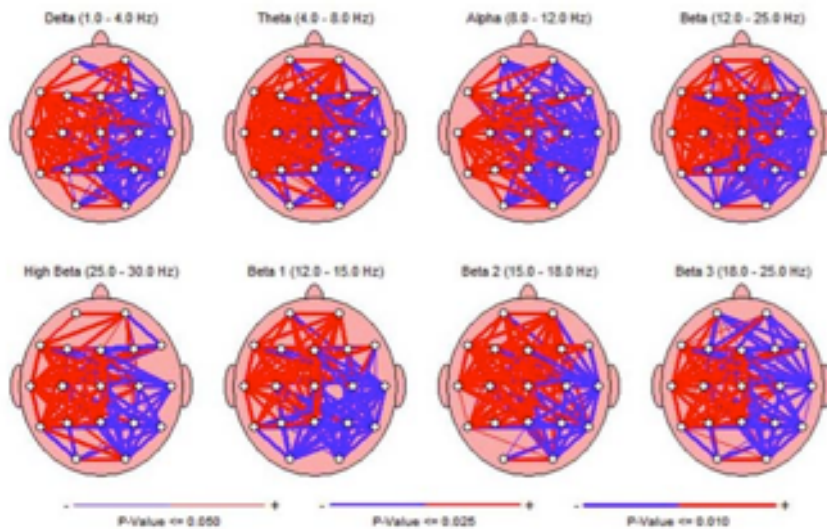 Delta (1.0 - 4.0 Hz)
Theta (4.0 - 8.0 Hz)
Alpha (8.0 - 12.0 Hz)
Beta (12.0 - 25.0 Hz)
High Beta (25.0 - 30.0 Hz)
Beta 1 (12.0 - 15.0 Hz)
Beta 2 (15.0 - 18.0 Hz)
Beta 3 (18.0 - 25.0 Hz)
- +
P-Value <= 0.050
- +
P-Value <= 0.025
- +
P-Value <= 0.010